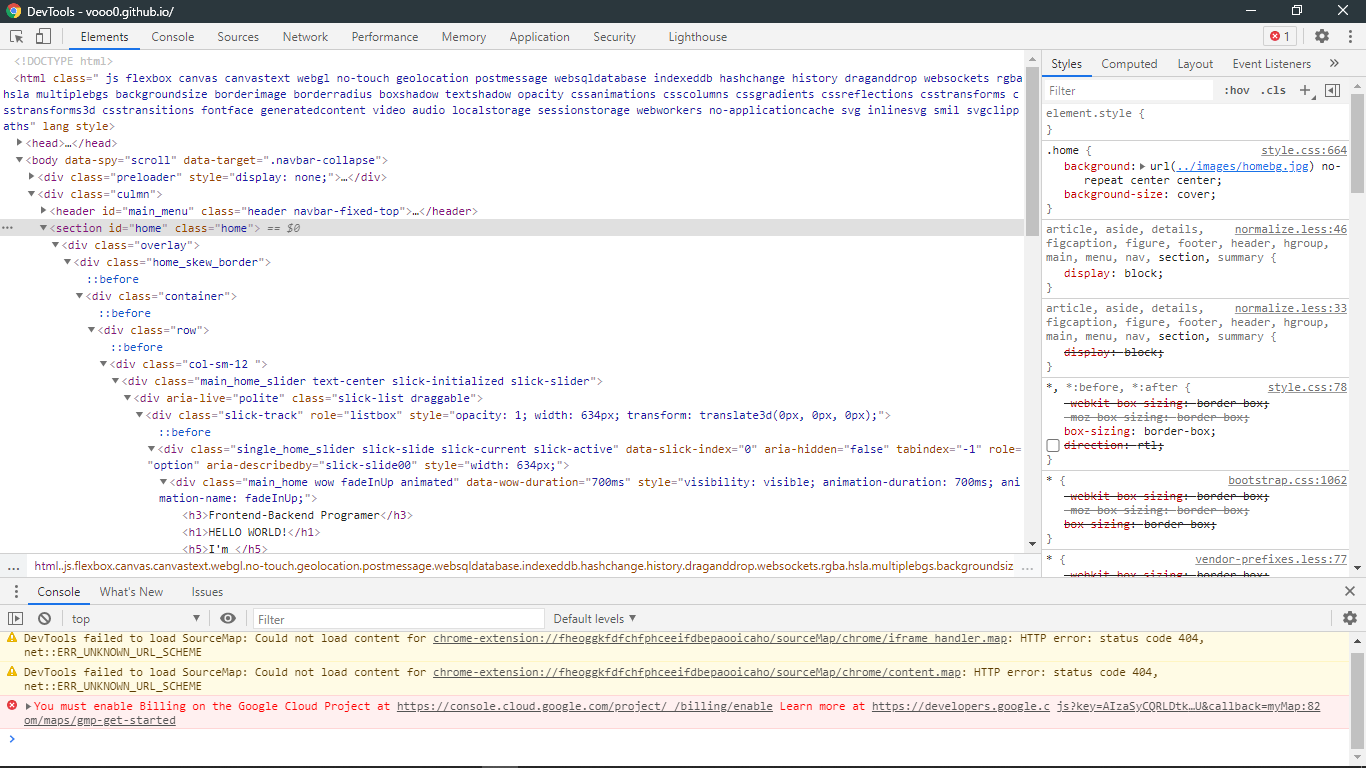 DevTools - vooo0.github.io/
Elements Console Sources Network Performance Memory Application Security Lighthouse 1
<!DOCTYPE html>
<html class=" js flexbox canvas canvastext webgl no-touch geolocation postmessage websqldatabase indexeddb hashchange history draganddrop websockets rgba
hsla multiplebgs backgroundsize borderimage borderradius boxshadow textshadow opacity cssanimations csscolumns cssgradients cssreflections csstransforms c
sstransforms3d csstransitions fontface generatedcontent video audio localstorage sessionstorage webworkers no-applicationcache svg inlinesvg smil svgclipp
aths" lang style>
<head>…</head>
<body data-spy="scroll" data-target=".navbar-collapse">
<div class="preloader" style="display: none;">…</div>
<div class="culmn">
<header id="main_menu" class="header navbar-fixed-top">…</header>
<section id="home" class="home"> == $0
<div class="overlay">
<div class="home_skew_border">
::before
<div class="container">
::before
<div class="row">
::before
<div class="col-sm-12 ">
<div class="main_home_slider text-center slick-initialized slick-slider">
<div aria-live="polite" class="slick-list draggable">
<div class="slick-track" role="listbox" style="opacity: 1; width: 634px; transform: translate3d(0px, 0px, 0px);">
::before
<div class="single_home_slider slick-slide slick-current slick-active" data-slick-index="0" aria-hidden="false" tabindex="-1" role=
"option" aria-describedby="slick-slide00" style="width: 634px;">
<div class="main_home wow fadeInUp animated" data-wow-duration="700ms" style="visibility: visible; animation-duration: 700ms; ani
mation-name: fadeInUp;">
<h3>Frontend-Backend Programer</h3>
<h1>HELLO WORLD!</h1>
<h5>I'm </h5>
... html.js.flexbox.canvas.canvastext.webgl.no-touch.geolocation.postmessage.websqldatabase.indexeddb.hashchange.history.draganddrop.websockets.rgba.hsla.multiplebgs.backgroundsiz ...
Styles Computed Layout Event Listeners »
Filter :hov .cls +
element.style {
}
.home { style.css:664
background: url(../images/homebg.jpg) no-
repeat center center;
background-size: cover;
}
article, aside, details, normalize.less:46
figcaption, figure, footer, header, hgroup,
main, menu, nav, section, summary {
display: block;
}
article, aside, details, normalize.less:33
figcaption, figure, footer, header, hgroup,
main, menu, nav, section, summary {
display: block;
}
*, *:before, *:after { style.css:78
-webkit-box-sizing: border-box;
-moz-box-sizing: border-box;
box-sizing: border-box;
direction: rtl;
}
* { bootstrap.css:1062
-webkit-box-sizing: border-box;
-moz-box-sizing: border-box;
box-sizing: border-box;
}
* { vendor-prefixes.less:77
-webkit-box-sizing: border-box;
Console What's New Issues
top Filter Default levels
DevTools failed to load SourceMap: Could not load content for chrome-extension://fheoggkfdfchfphceeifdbepaooicaho/sourceMap/chrome/iframe_handler.map: HTTP error: status code 404,
net::ERR_UNKNOWN_URL_SCHEME
DevTools failed to load SourceMap: Could not load content for chrome-extension://fheoggkfdfchfphceeifdbepaooicaho/sourceMap/chrome/content.map: HTTP error: status code 404,
net::ERR_UNKNOWN_URL_SCHEME
You must enable Billing on the Google Cloud Project at https://console.cloud.google.com/project/_/billing/enable Learn more at https://developers.google.c js?key=AIzaSyCQRLDtk…U&callback=myMap:82
om/maps/gmp-get-started